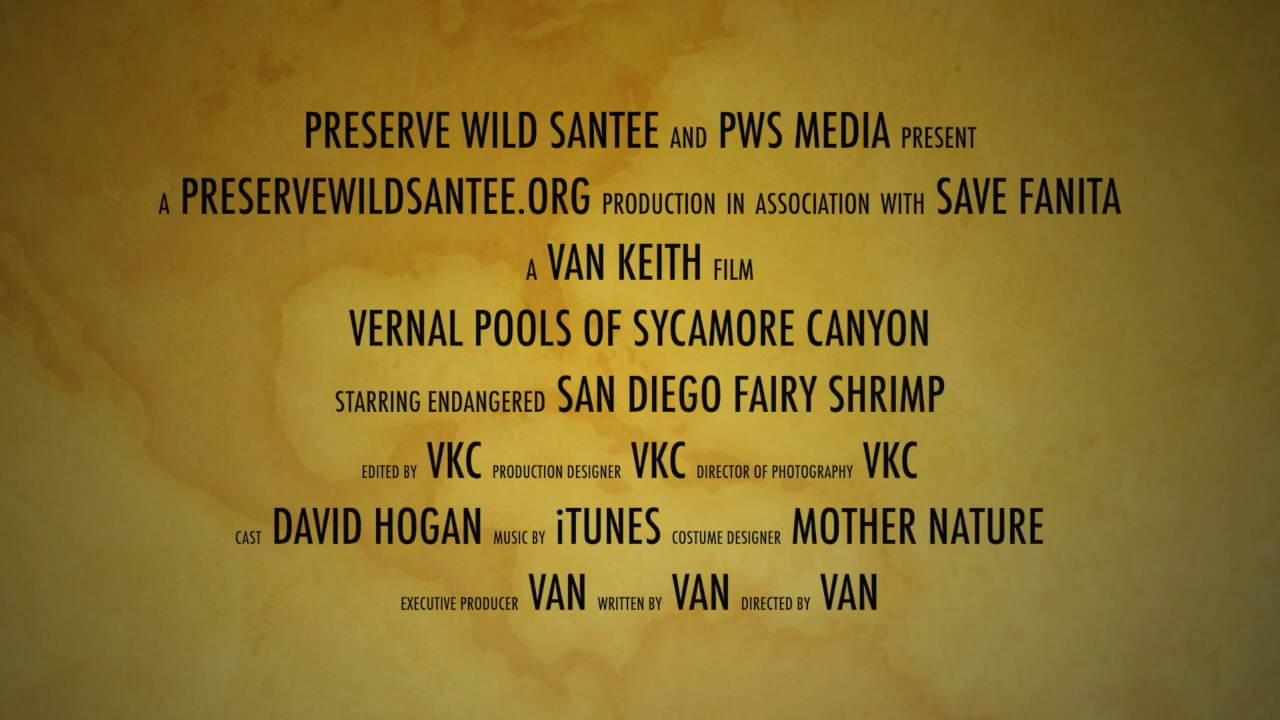 PRESERVE WILD SANTEE AND PWS MEDIA PRESENT
A PRESERVEWILDSANTEE.ORG PRODUCTION IN ASSOCIATION WITH SAVE FANITA
A VAN KEITH FILM
VERNAL POOLS OF SYCAMORE CANYON
STARRING ENDANGERED SAN DIEGO FAIRY SHRIMP
EDITED BY VKC PRODUCTION DESIGNER VKC DIRECTOR OF PHOTOGRAPHY VKC
CAST DAVID HOGAN MUSIC BY iTUNES COSTUME DESIGNER MOTHER NATURE
EXECUTIVE PRODUCER VAN WRITTEN BY VAN DIRECTED BY VAN